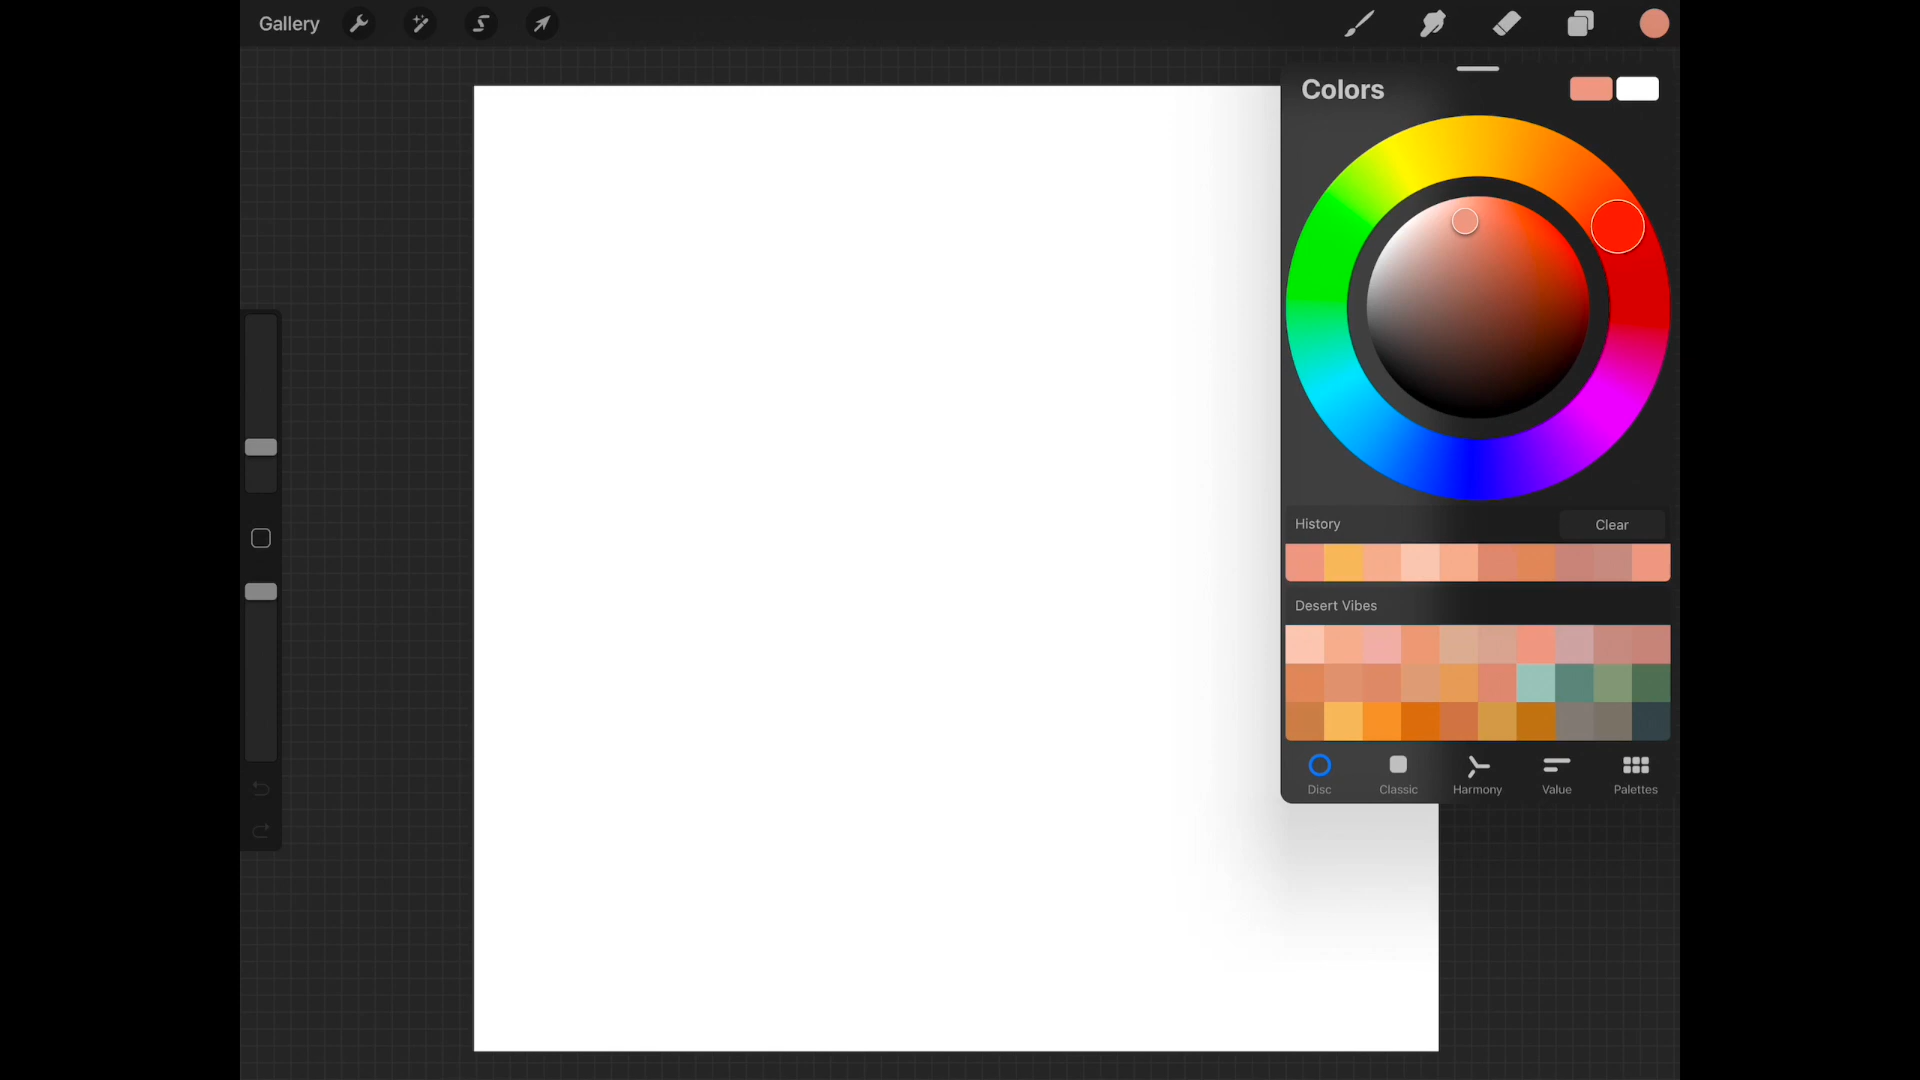 Gallery
Colors
History
Clear
Desert Vibes
Disc
Classic
Harmony
Value
Palettes